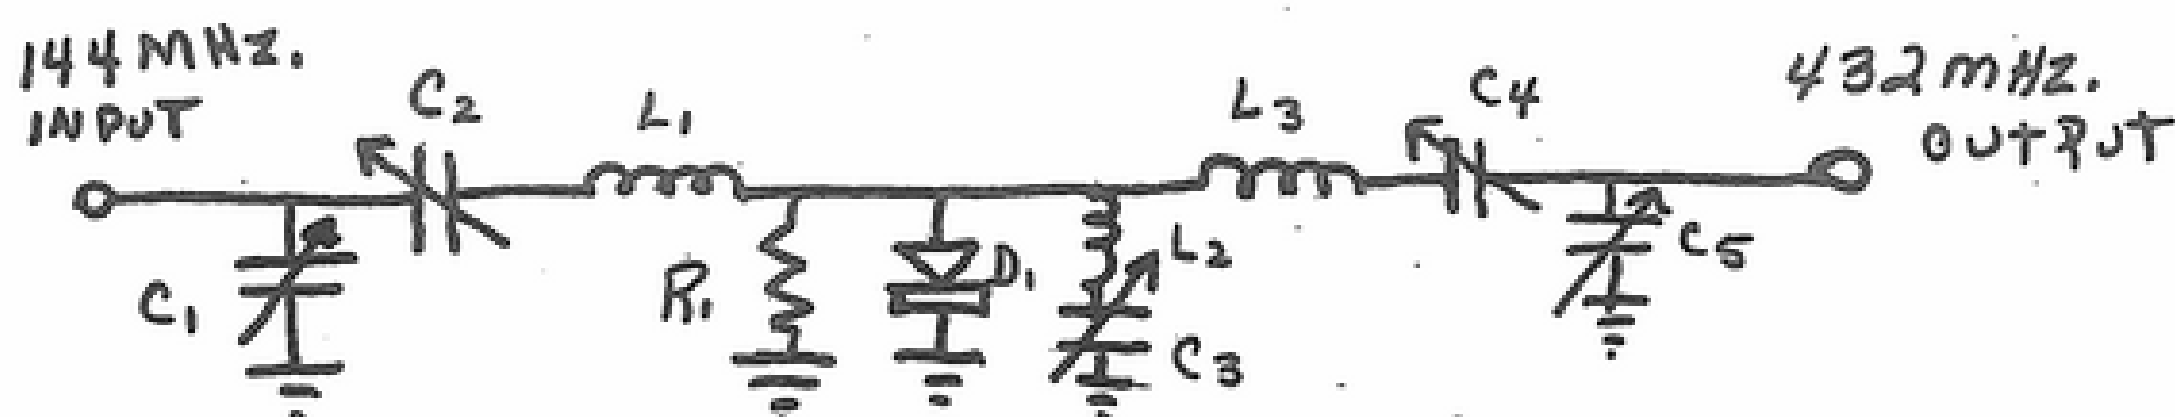 144 MHZ.
INPUT
C2
L1
L3
C4
432 MHZ.
OUTPUT
C1
R1
D1
L2
C3
C5